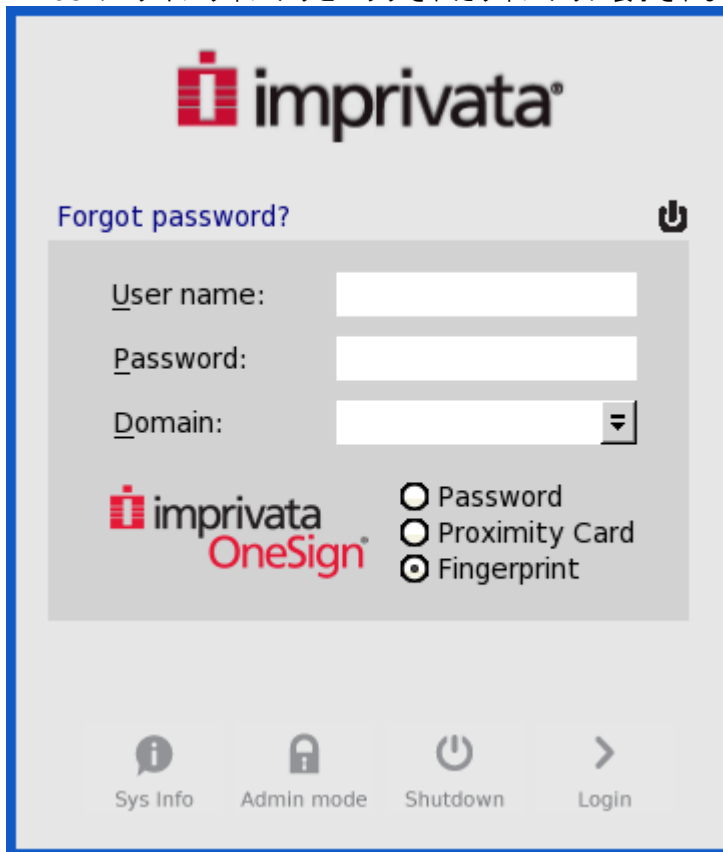 imprivata®
Forgot password?
User name:
Password:
Domain:
imprivata
OneSign®
Password
Proximity Card
Fingerprint
Sys Info
Admin mode
Shutdown
Login